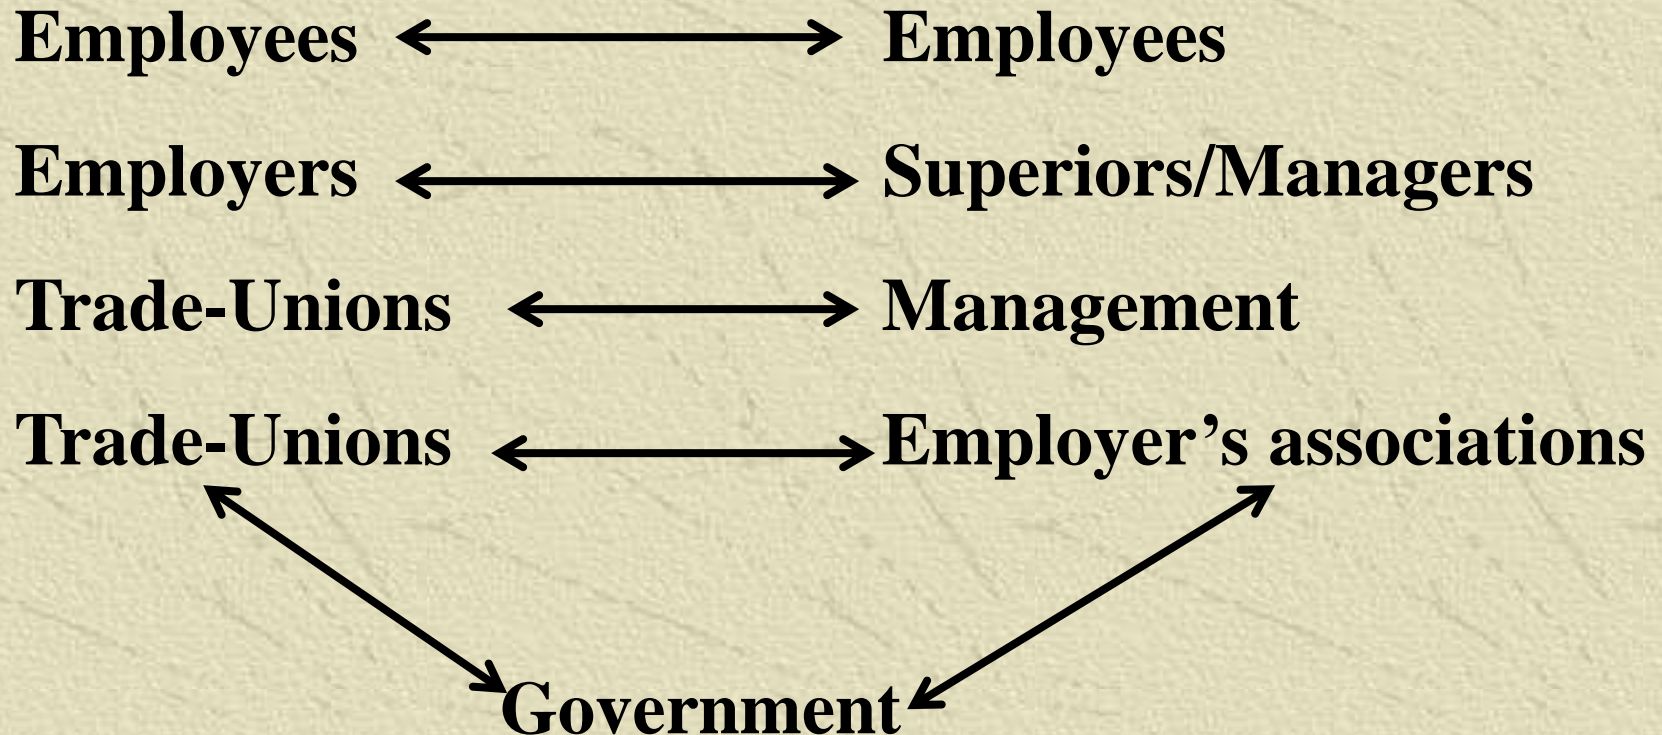 Employees Employees
Employers Superiors/Managers
Trade-Unions Management
Trade-Unions Employer’s associations
Government